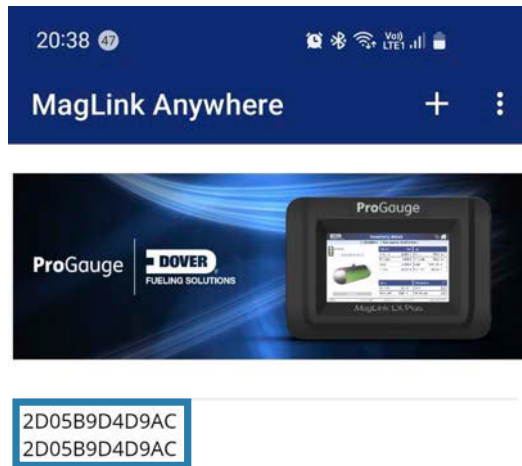 20:38 47 Vo)) LTE1
MagLink Anywhere + 
ProGauge
ProGauge
DOVER
FUELING SOLUTIONS
MagLink LX Plus
2D05B9D4D9AC
2D05B9D4D9AC